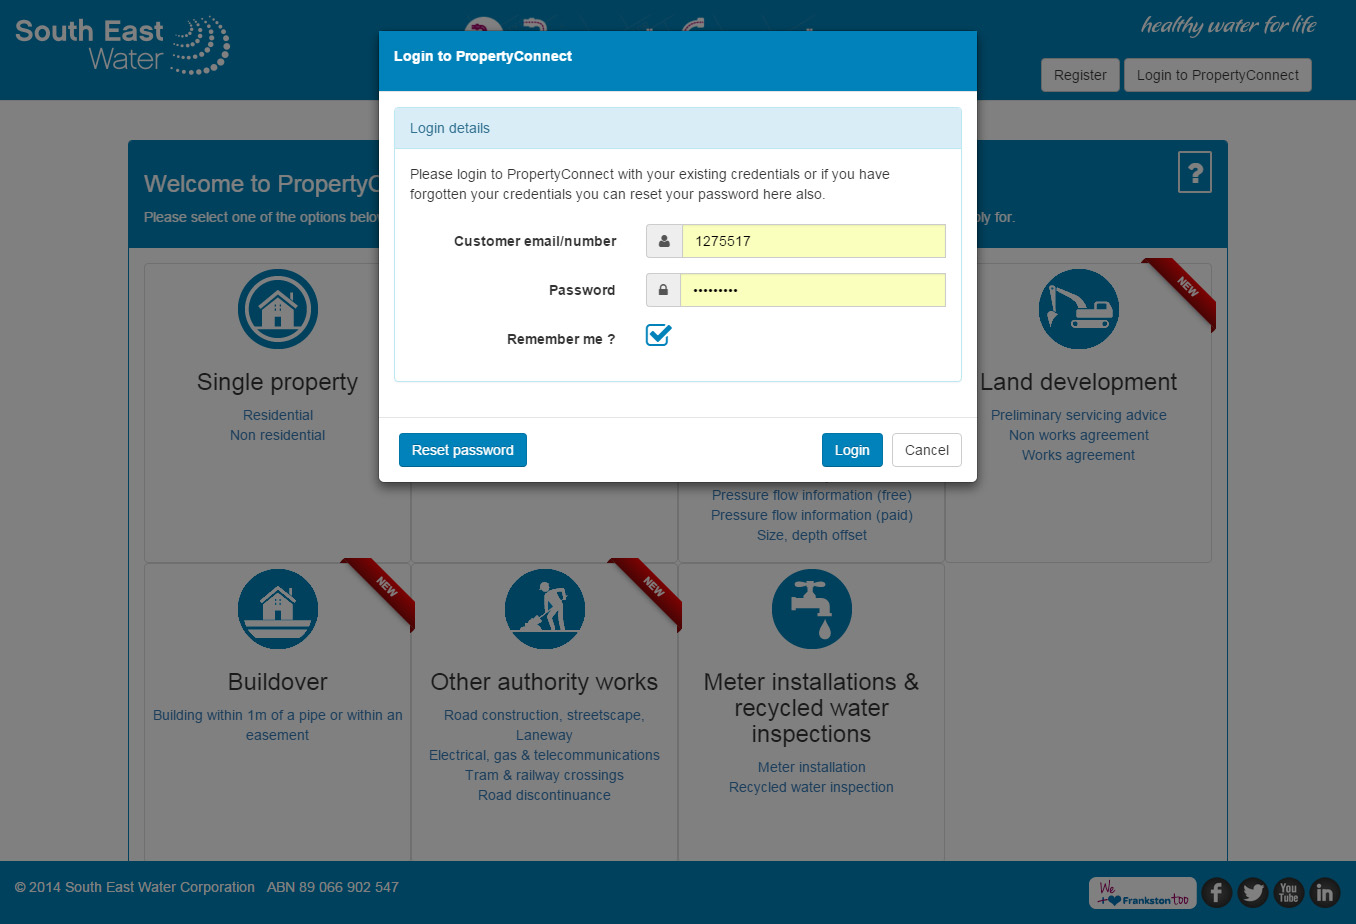 South East
Water
healthy water for life
Register
Login to PropertyConnect
Login to PropertyConnect
Login details
Please login to PropertyConnect with your existing credentials or if you have
forgotten your credentials you can reset your password here also.
Customer email/number
1275517
Password
•••••••••
Remember me ?
Reset password
Login
Cancel
Welcome to
?
Please select one of the options
for.
Single property
Residential
Non residential
Pressure flow information (free)
Pressure flow information (paid)
Size, depth offset
NEW
Land development
Preliminary servicing advice
Non works agreement
Works agreement
NEW
Buildover
Building within 1m of a pipe or within an
easement
NEW
Other authority works
Road construction, streetscape,
Laneway
Electrical, gas & telecommunications
Tram & railway crossings
Road discontinuance
Meter installations &
recycled water
inspections
Meter installation
Recycled water inspection
© 2014 South East Water Corporation ABN 89 066 902 547
We
Frankston too
f
You
Tube
in